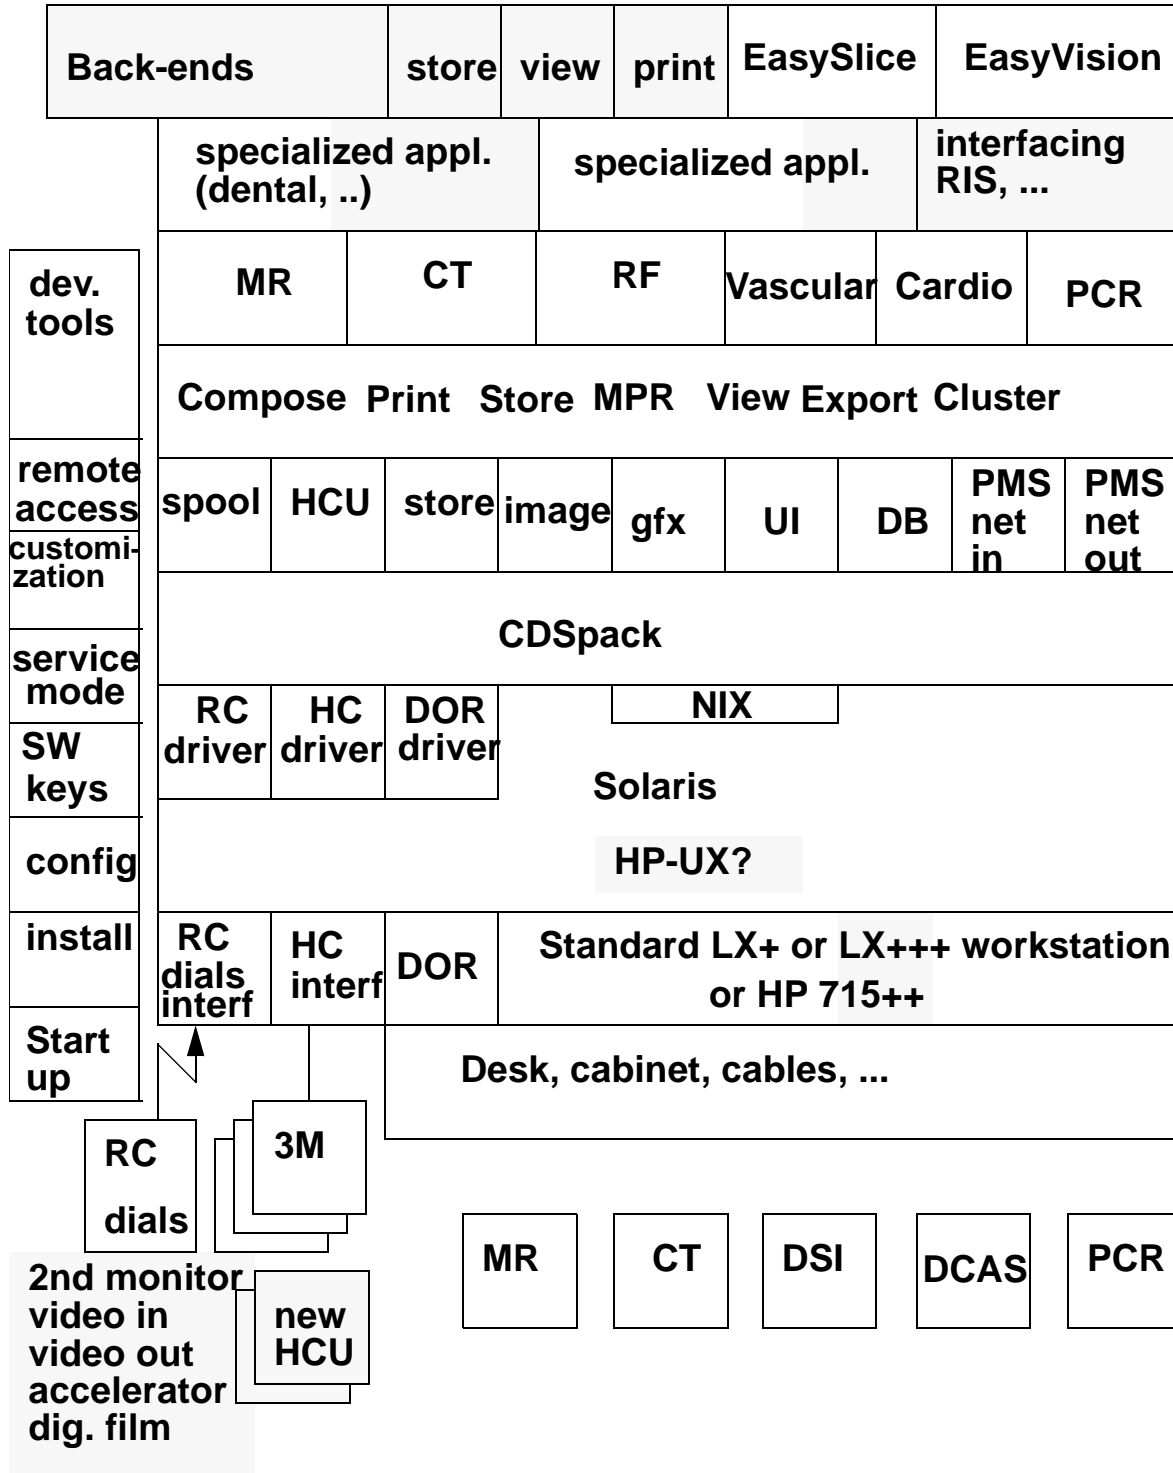 Back-ends store view print EasySlice EasyVision
specialized appl.
(dental, ..)
specialized appl.
interfacing
RIS, ...
MR CT RF Vascular Cardio PCR
Compose Print Store MPR View Export Cluster
spool HCU store image gfx UI DB
PMS
net
in
PMS
net
out
CDSpack
RC
driver
HC
driver
DOR
driver
NIX
Solaris
HP-UX?
RC
dials
interf
HC
interf
DOR
Standard LX+ or LX+++ workstation
or HP 715++
Desk, cabinet, cables, ...
dev.
tools
remote
access
customi-
zation
service
mode
SW
keys
config
install
Start
up
RC
dials
3M
MR CT DSI DCAS PCR
2nd monitor
video in
video out
accelerator
dig. film
new
HCU